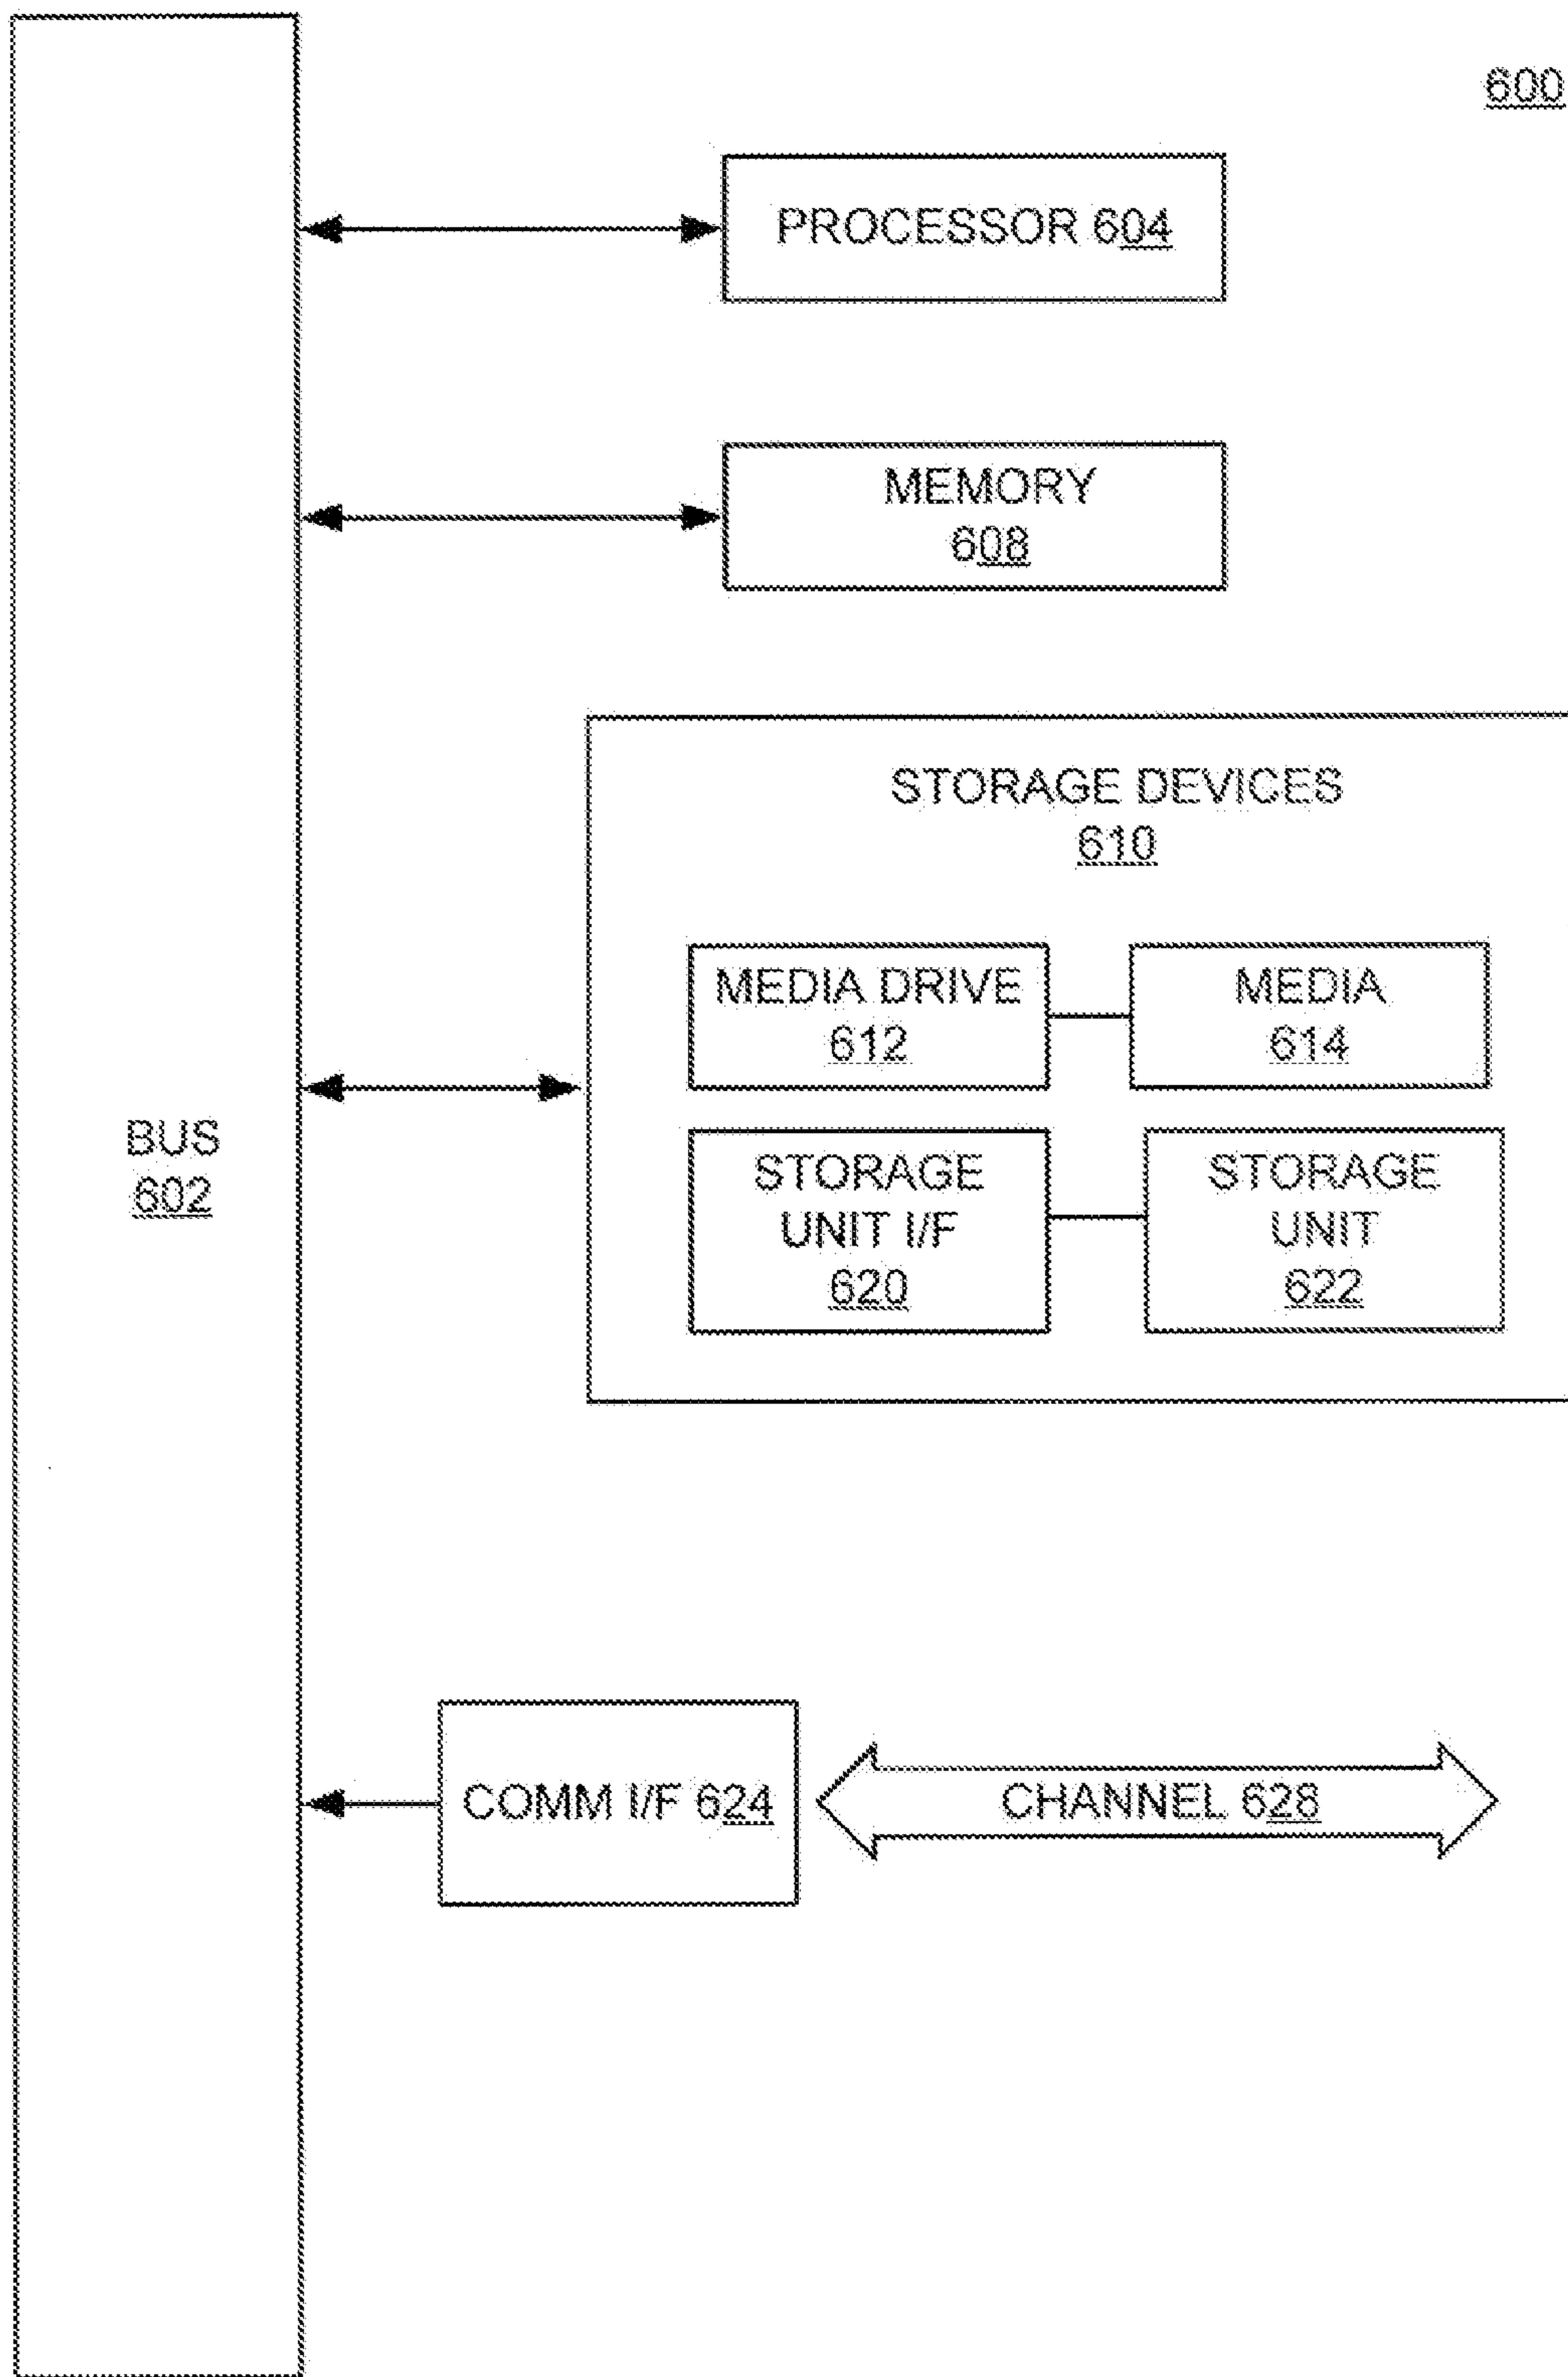 600
PROCESSOR 604
MEMORY
608
STORAGE DEVICES
610
MEDIA DRIVE
612
MEDIA
614
STORAGE
UNIT I/F
620
STORAGE
UNIT
622
BUS
602
COMM I/F 624
CHANNEL 628